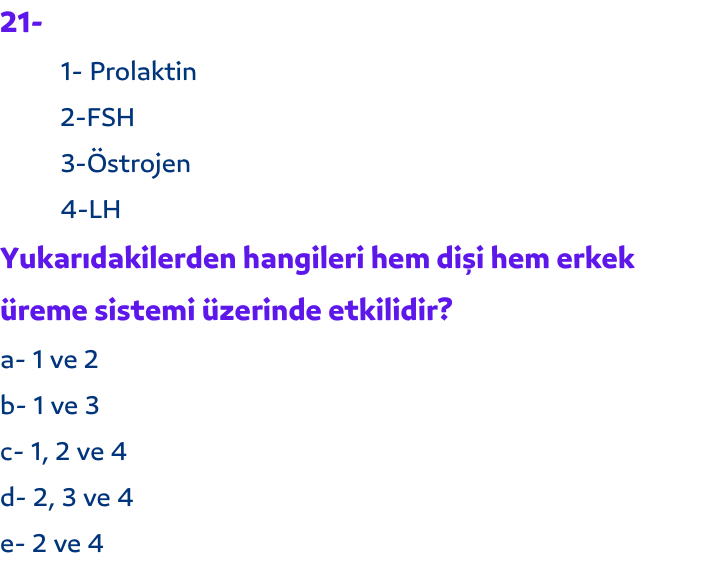 21-
1- Prolaktin
2-FSH
3-Östrojen
4-LH
Yukarıdakilerden hangileri hem dişi hem erkek
üreme sistemi üzerinde etkilidir?
a- 1 ve 2
b- 1 ve 3
c- 1, 2 ve 4
d- 2, 3 ve 4
e- 2 ve 4